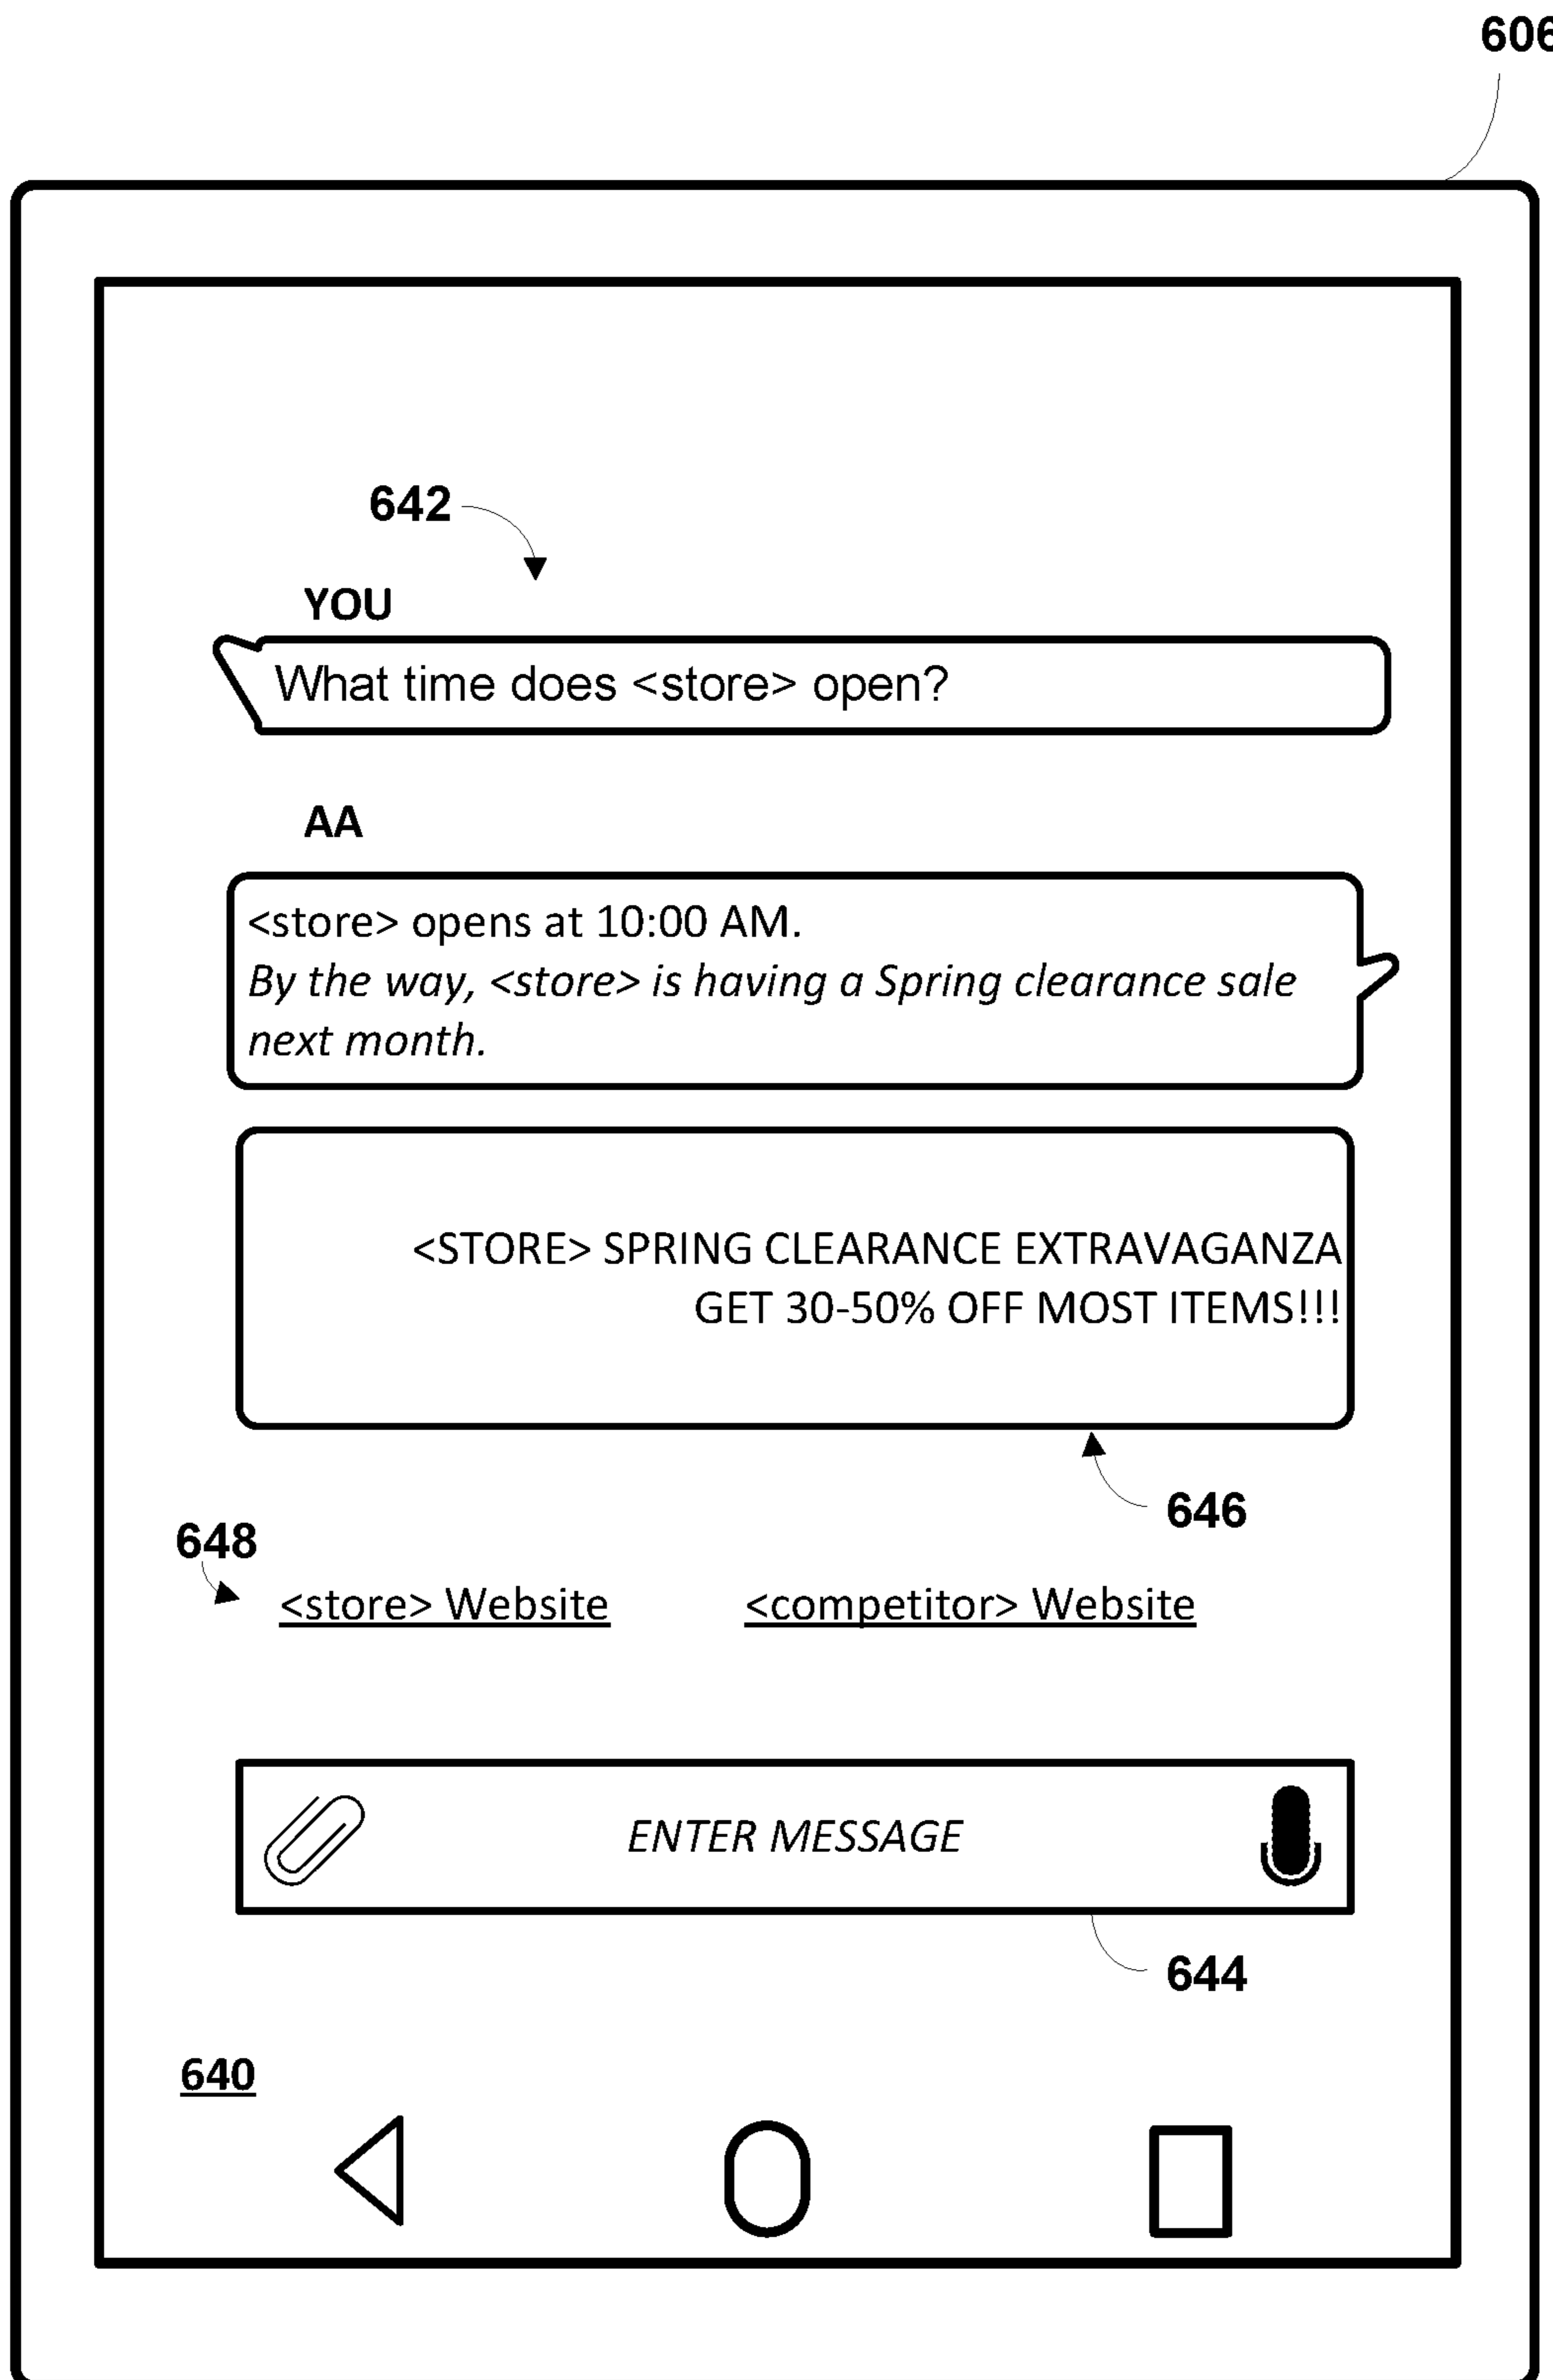 606
642
YOU
What time does <store> open?
AA
<store> opens at 10:00 AM.
By the way, <store> is having a Spring clearance sale
next month.
<STORE> SPRING CLEARANCE EXTRAVAGANZA
GET 30-50% OFF MOST ITEMS!!!
646
648
<store> Website <competitor> Website
ENTER MESSAGE
644
640